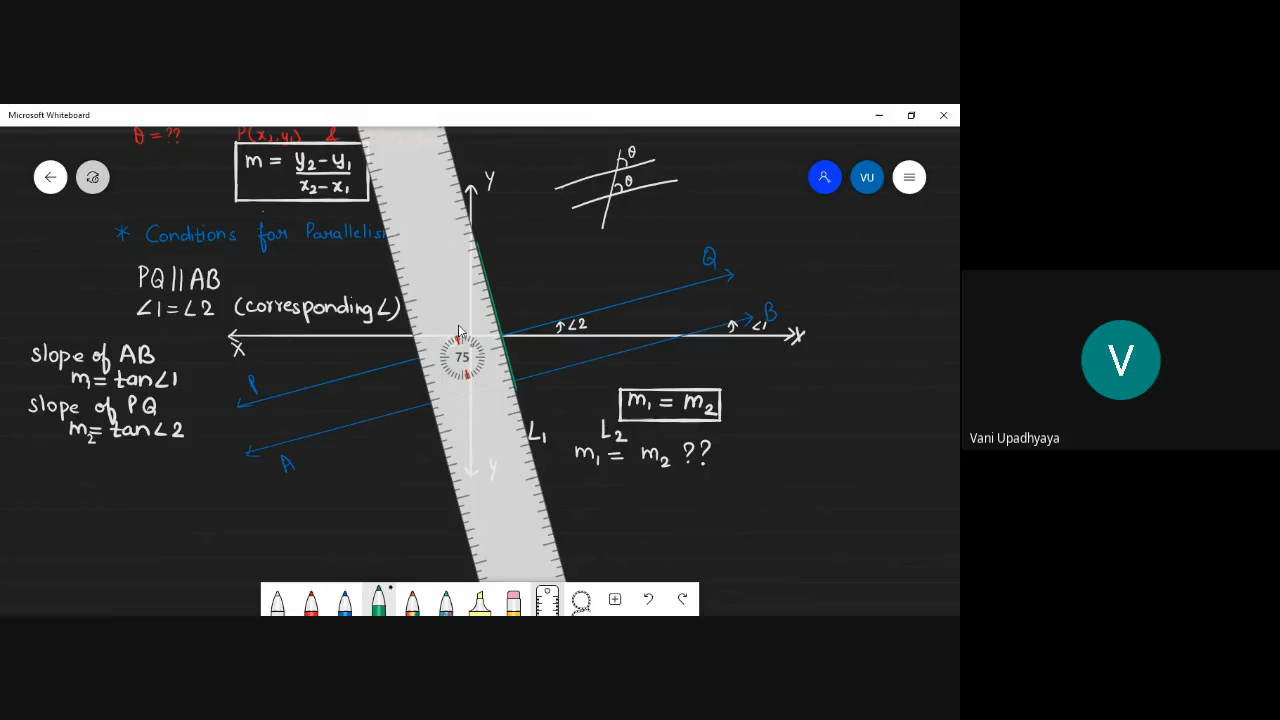 Microsoft Whiteboard
θ = ??
P(x₁,y₁) &
m = y₂ - y₁ / x₂ - x₁
* Conditions for Parallelis
PQ || AB
∠1 = ∠2 (corresponding ∠)
slope of AB
m = tan∠1
slope of PQ
m₂ = tan∠2
Y
θ
θ
Q
B
∠2
∠1
X
X
P
A
75
Y
m₁ = m₂
L₁ L₂
m₁ = m₂ ??
VU
V
Vani Upadhyaya